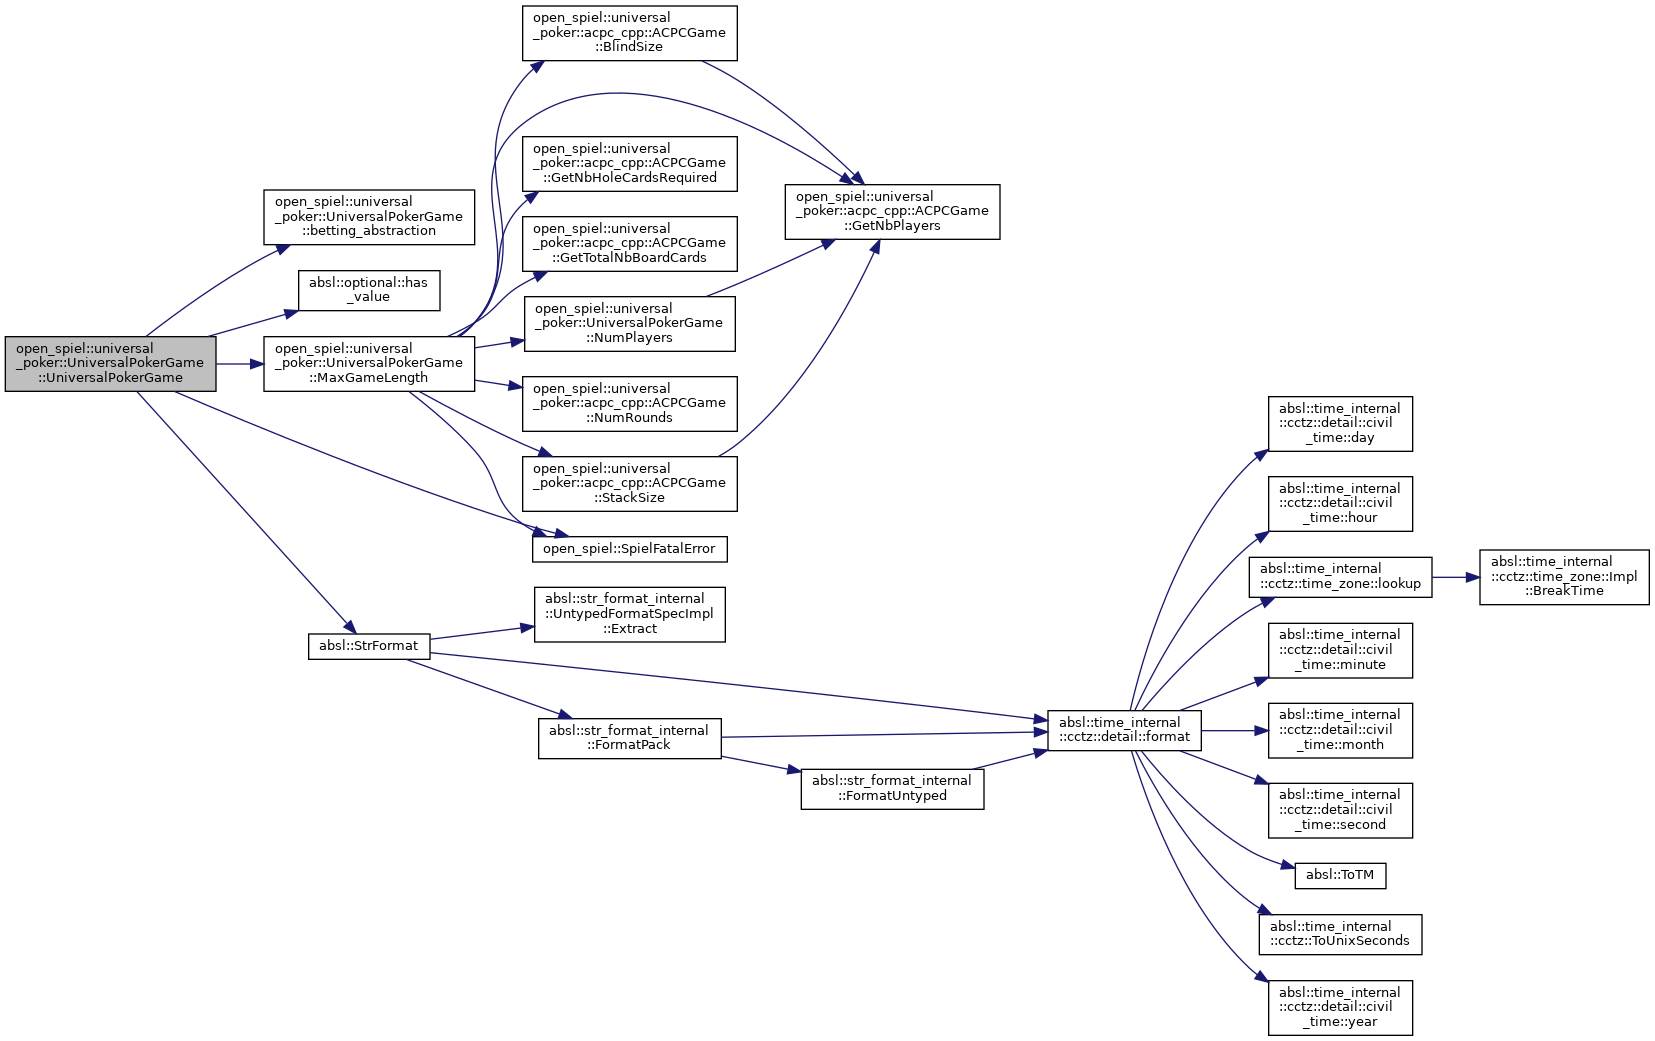 open_spiel::universal
_poker::UniversalPokerGame
::UniversalPokerGame
open_spiel::universal
_poker::UniversalPokerGame
::betting_abstraction
absl::optional::has
_value
open_spiel::universal
_poker::UniversalPokerGame
::MaxGameLength
absl::StrFormat
open_spiel::universal
_poker::acpc_cpp::ACPCGame
::BlindSize
open_spiel::universal
_poker::acpc_cpp::ACPCGame
::GetNbHoleCardsRequired
open_spiel::universal
_poker::acpc_cpp::ACPCGame
::GetTotalNbBoardCards
open_spiel::universal
_poker::UniversalPokerGame
::NumPlayers
open_spiel::universal
_poker::acpc_cpp::ACPCGame
::NumRounds
open_spiel::universal
_poker::acpc_cpp::ACPCGame
::StackSize
open_spiel::SpielFatalError
absl::str_format_internal
::UntypedFormatSpecImpl
::Extract
absl::str_format_internal
::FormatPack
open_spiel::universal
_poker::acpc_cpp::ACPCGame
::GetNbPlayers
absl::str_format_internal
::FormatUntyped
absl::time_internal
::cctz::detail::format
absl::time_internal
::cctz::detail::civil
_time::day
absl::time_internal
::cctz::detail::civil
_time::hour
absl::time_internal
::cctz::time_zone::lookup
absl::time_internal
::cctz::detail::civil
_time::minute
absl::time_internal
::cctz::detail::civil
_time::month
absl::time_internal
::cctz::detail::civil
_time::second
absl::ToTM
absl::time_internal
::cctz::ToUnixSeconds
absl::time_internal
::cctz::detail::civil
_time::year
absl::time_internal
::cctz::time_zone::Impl
::BreakTime